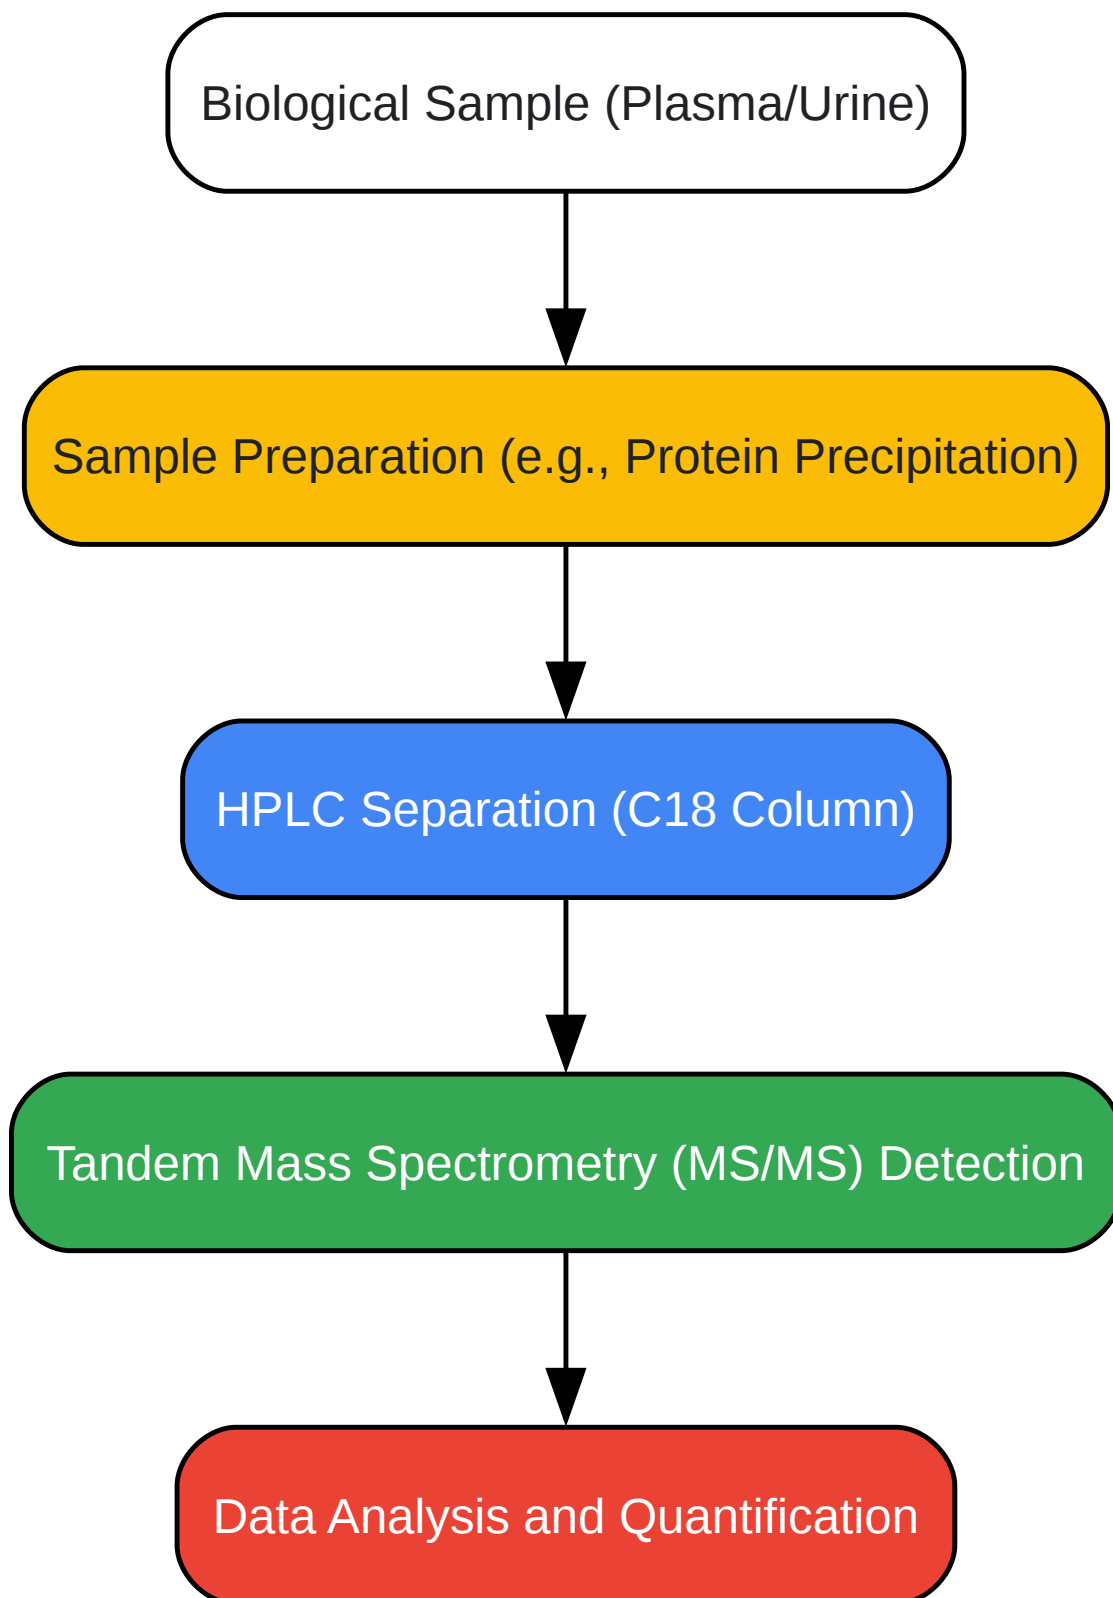 Biological Sample (Plasma/Urine)
Sample Preparation (e.g., Protein Precipitation)
HPLC Separation (C18 Column)
Tandem Mass Spectrometry (MS/MS) Detection
Data Analysis and Quantification